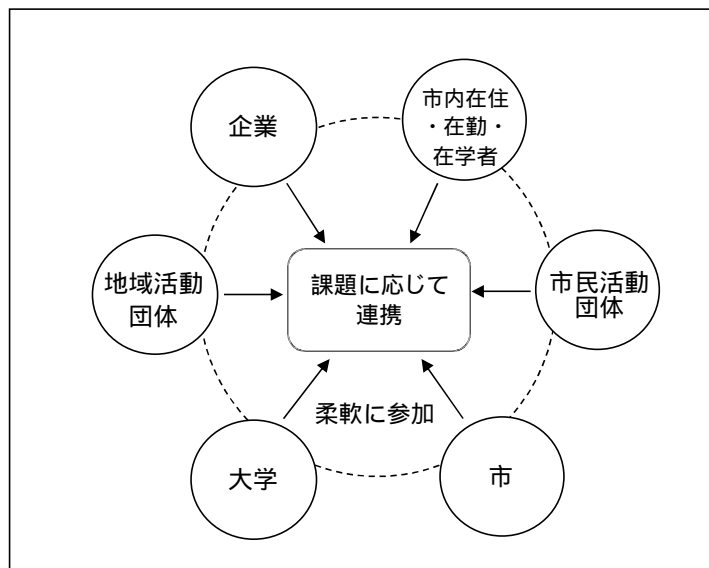 企業
市内在住
・在勤・
在学者
地域活動
団体
課題に応じて
連携
市民活動
団体
柔軟に参加
大学
市